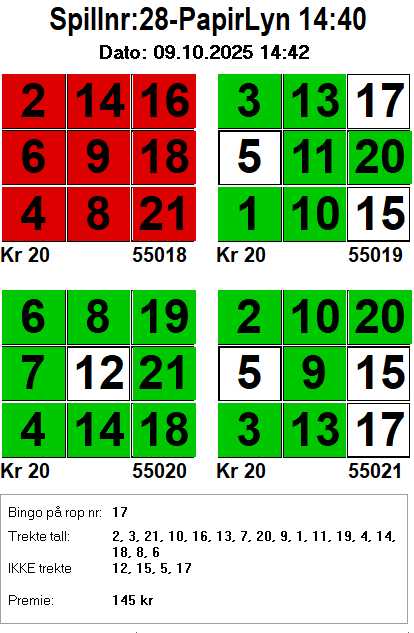 Spillnr:28-PapirLyn 14:40
Dato: 09.10.2025 14:42
2 14 16
6 9 18
4 8 21
Kr 20 55018
3 13 17
5 11 20
1 10 15
Kr 20 55019
6 8 19
7 12 21
4 14 18
Kr 20 55020
2 10 20
5 9 15
3 13 17
Kr 20 55021
Bingo på rop nr: 17
Trekte tall: 2, 3, 21, 10, 16, 13, 7, 20, 9, 1, 11, 19, 4, 14,
18, 8, 6
IKKE trekte 12, 15, 5, 17
Premie: 145 kr